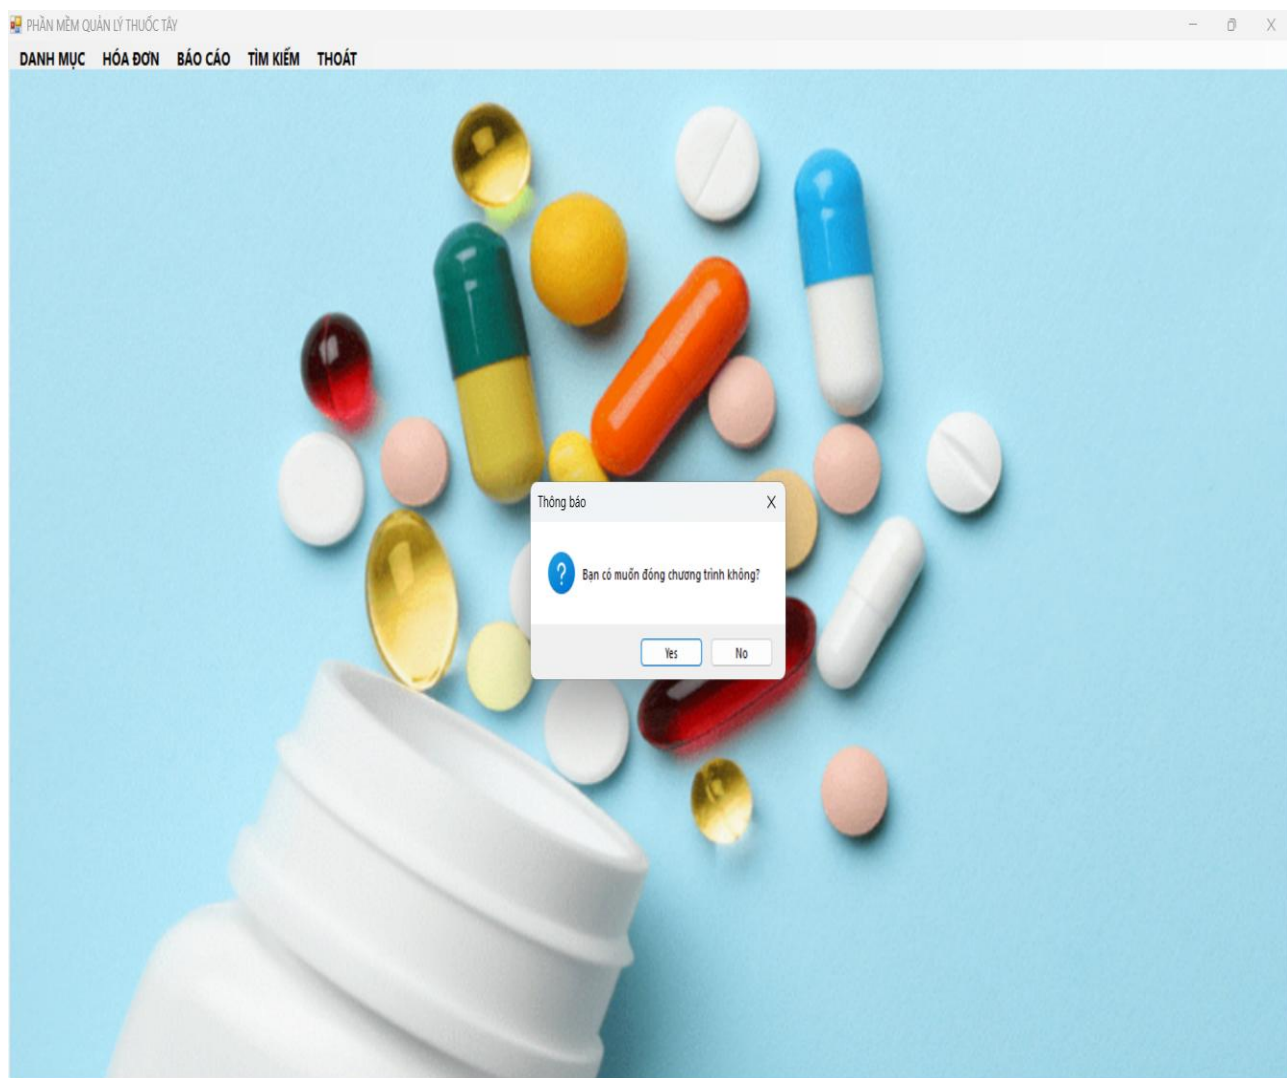 PHẦN MỀM QUẢN LÝ THUỐC TÂY
DANH MỤC HÓA ĐƠN BÁO CÁO TÌM KIẾM THOÁT
Thông báo
Bạn có muốn đóng chương trình không?
Yes No